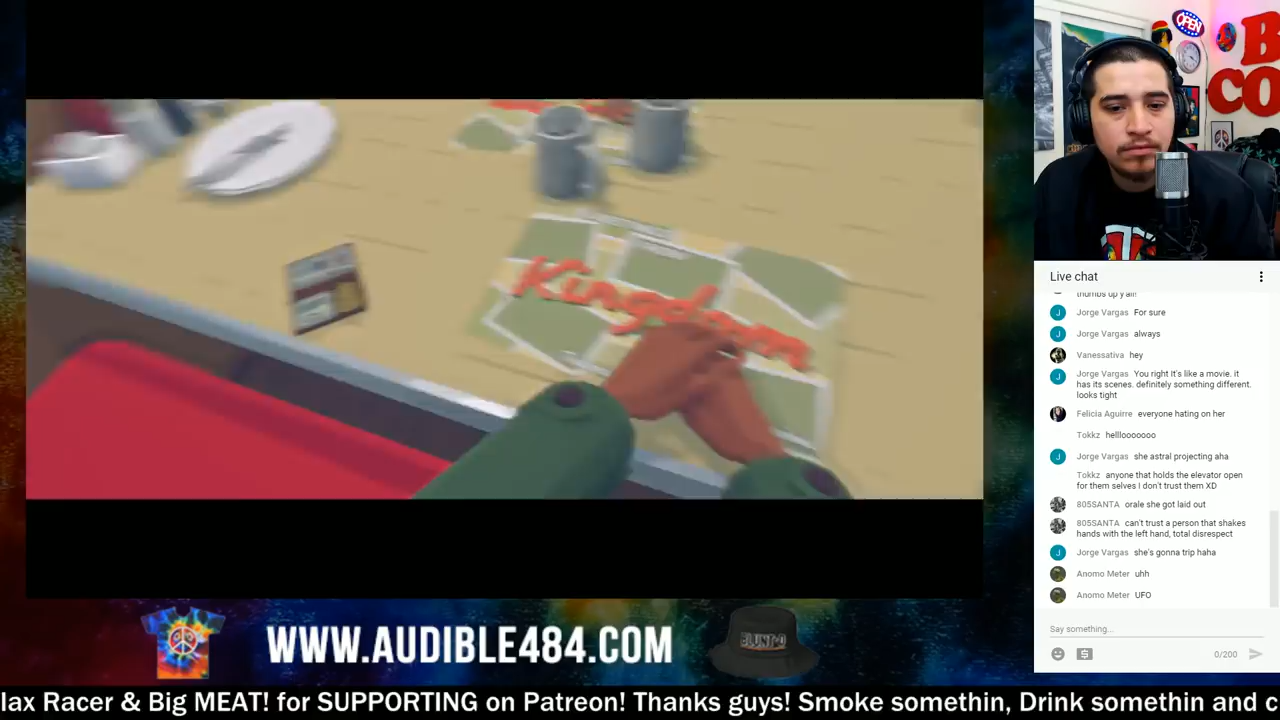 OPEN
B
CO
Kingdom
Live chat
thumbs up y'all!
Jorge Vargas For sure
Jorge Vargas always
Vanessativa hey
Jorge Vargas You right It's like a movie. it
has its scenes. definitely something different.
looks tight
Felicia Aguirre everyone hating on her
Tokkz helllooooooo
Jorge Vargas she astral projecting aha
Tokkz anyone that holds the elevator open
for them selves I don't trust them XD
805SANTA orale she got laid out
805SANTA can't trust a person that shakes
hands with the left hand, total disrespect
Jorge Vargas she's gonna trip haha
Anomo Meter uhh
Anomo Meter UFO
Say something...
0/200
WWW.AUDIBLE484.COM
lax Racer & Big MEAT! for SUPPORTING on Patreon! Thanks guys! Smoke somethin, Drink somethin and c